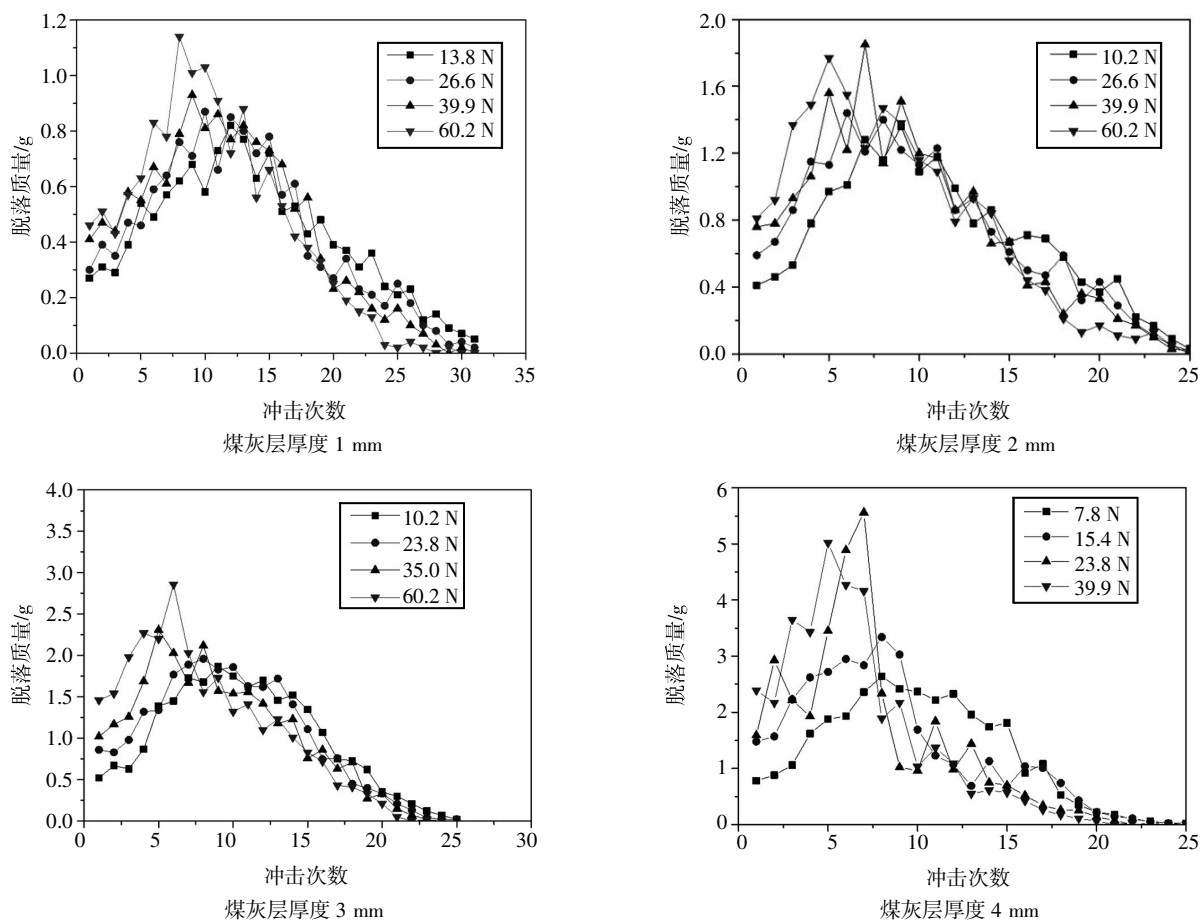 1.2
1.0
0.8
0.6
0.4
0.2
0.0
脱落质量/g
13.8 N
26.6 N
39.9 N
60.2 N
0 5 10 15 20 25 30 35
冲击次数
煤灰层厚度 1 mm
2.0
1.6
1.2
0.8
0.4
0.0
脱落质量/g
10.2 N
26.6 N
39.9 N
60.2 N
0 5 10 15 20 25
冲击次数
煤灰层厚度 2 mm
4.0
3.5
3.0
2.5
2.0
1.5
1.0
0.5
0.0
脱落质量/g
10.2 N
23.8 N
35.0 N
60.2 N
0 5 10 15 20 25 30
冲击次数
煤灰层厚度 3 mm
6
5
4
3
2
1
0
脱落质量/g
7.8 N
15.4 N
23.8 N
39.9 N
0 5 10 15 20 25
冲击次数
煤灰层厚度 4 mm